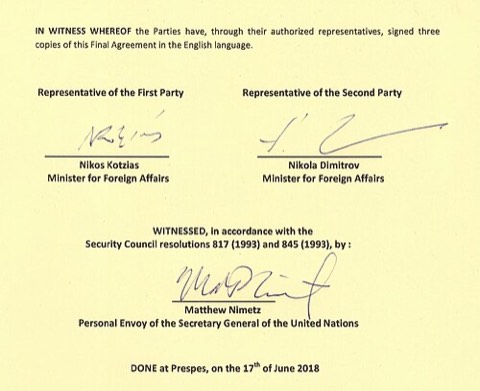 IN WITNESS WHEREOF the Parties have, through their authorized representatives, signed three
copies of this Final Agreement in the English language.
Representative of the First Party
Representative of the Second Party
Nikos Kotzias
Minister for Foreign Affairs
Nikola Dimitrov
Minister for Foreign Affairs
WITNESSED, in accordance with the
Security Council resolutions 817 (1993) and 845 (1993), by :
Matthew Nimetz
Personal Envoy of the Secretary General of the United Nations
DONE at Prespes, on the 17th of June 2018